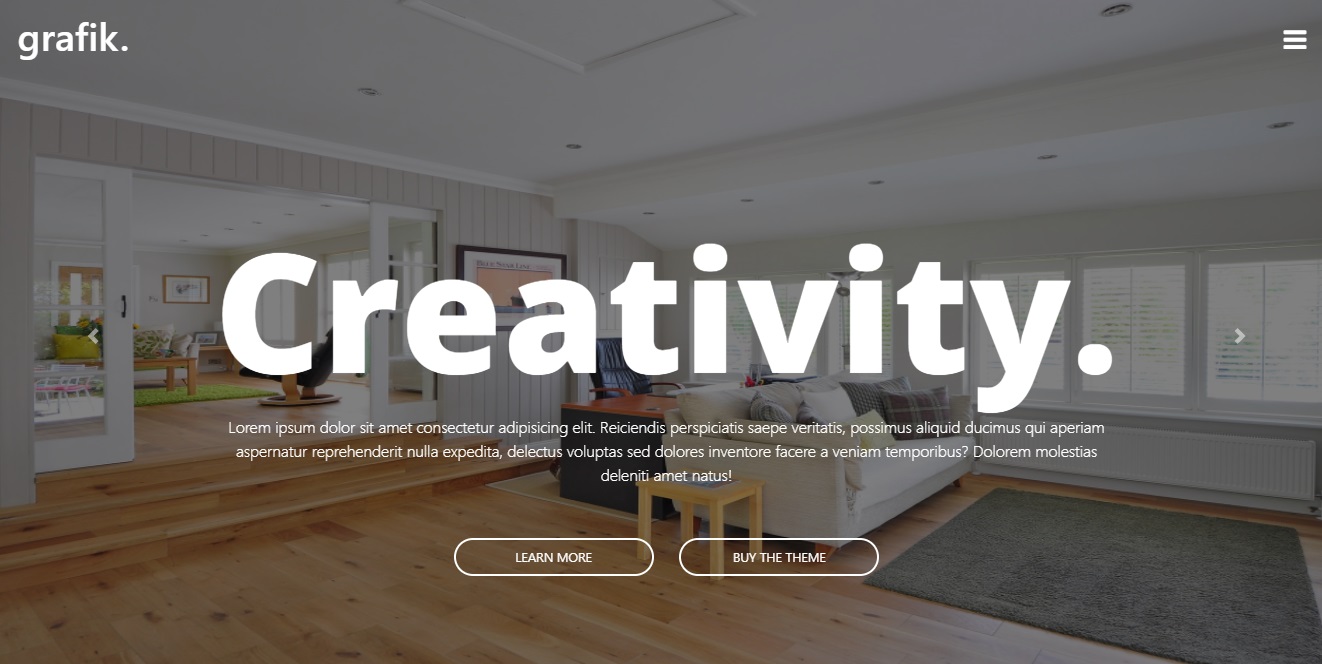 grafik.
Creativity.
Lorem ipsum dolor sit amet consectetur adipisicing elit. Reiciendis perspiciatis saepe veritatis, possimus aliquid ducimus qui aperiam
aspernatur reprehenderit nulla expedita, delectus voluptas sed dolores inventore facere a veniam temporibus? Dolorem molestias
deleniti amet natus!
LEARN MORE
BUY THE THEME